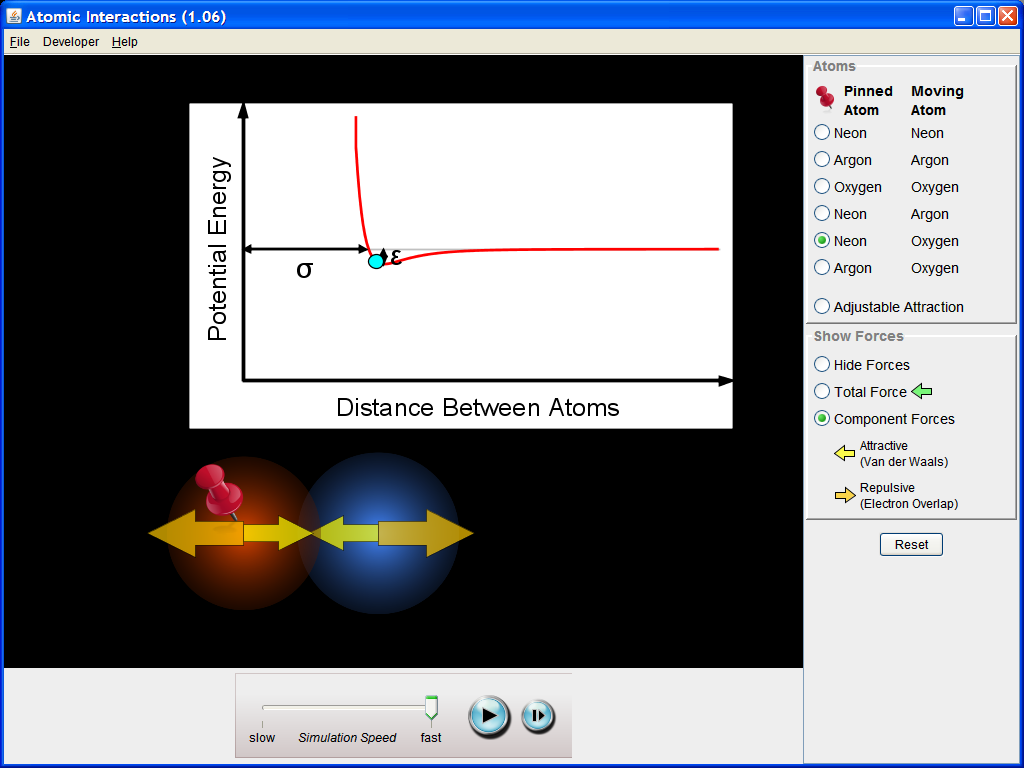 Atomic Interactions (1.06)
File Developer Help
Potential Energy
σ
ε
Distance Between Atoms
slow Simulation Speed fast
Atoms
Pinned Moving
Atom Atom
Neon Neon
Argon Argon
Oxygen Oxygen
Neon Argon
Neon Oxygen
Argon Oxygen
Adjustable Attraction
Show Forces
Hide Forces
Total Force
Component Forces
Attractive
(Van der Waals)
Repulsive
(Electron Overlap)
Reset